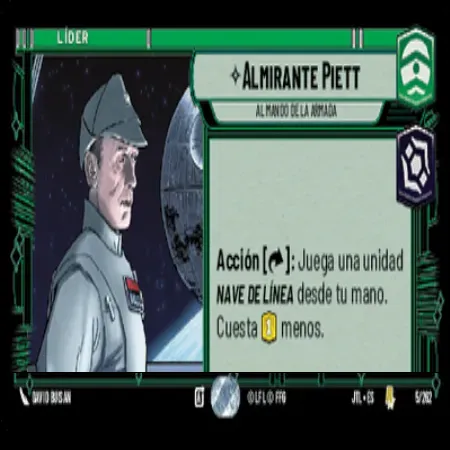 LÍDER
ALMIRANTE PIETT
AL MANDO DE LA ARMADA
Acción [ ]: Juega una unidad
NAVE DE LÍNEA desde tu mano.
Cuesta 1 menos.
DAVID BUISAN
© LFL © FFG
JTL • ES
5/262